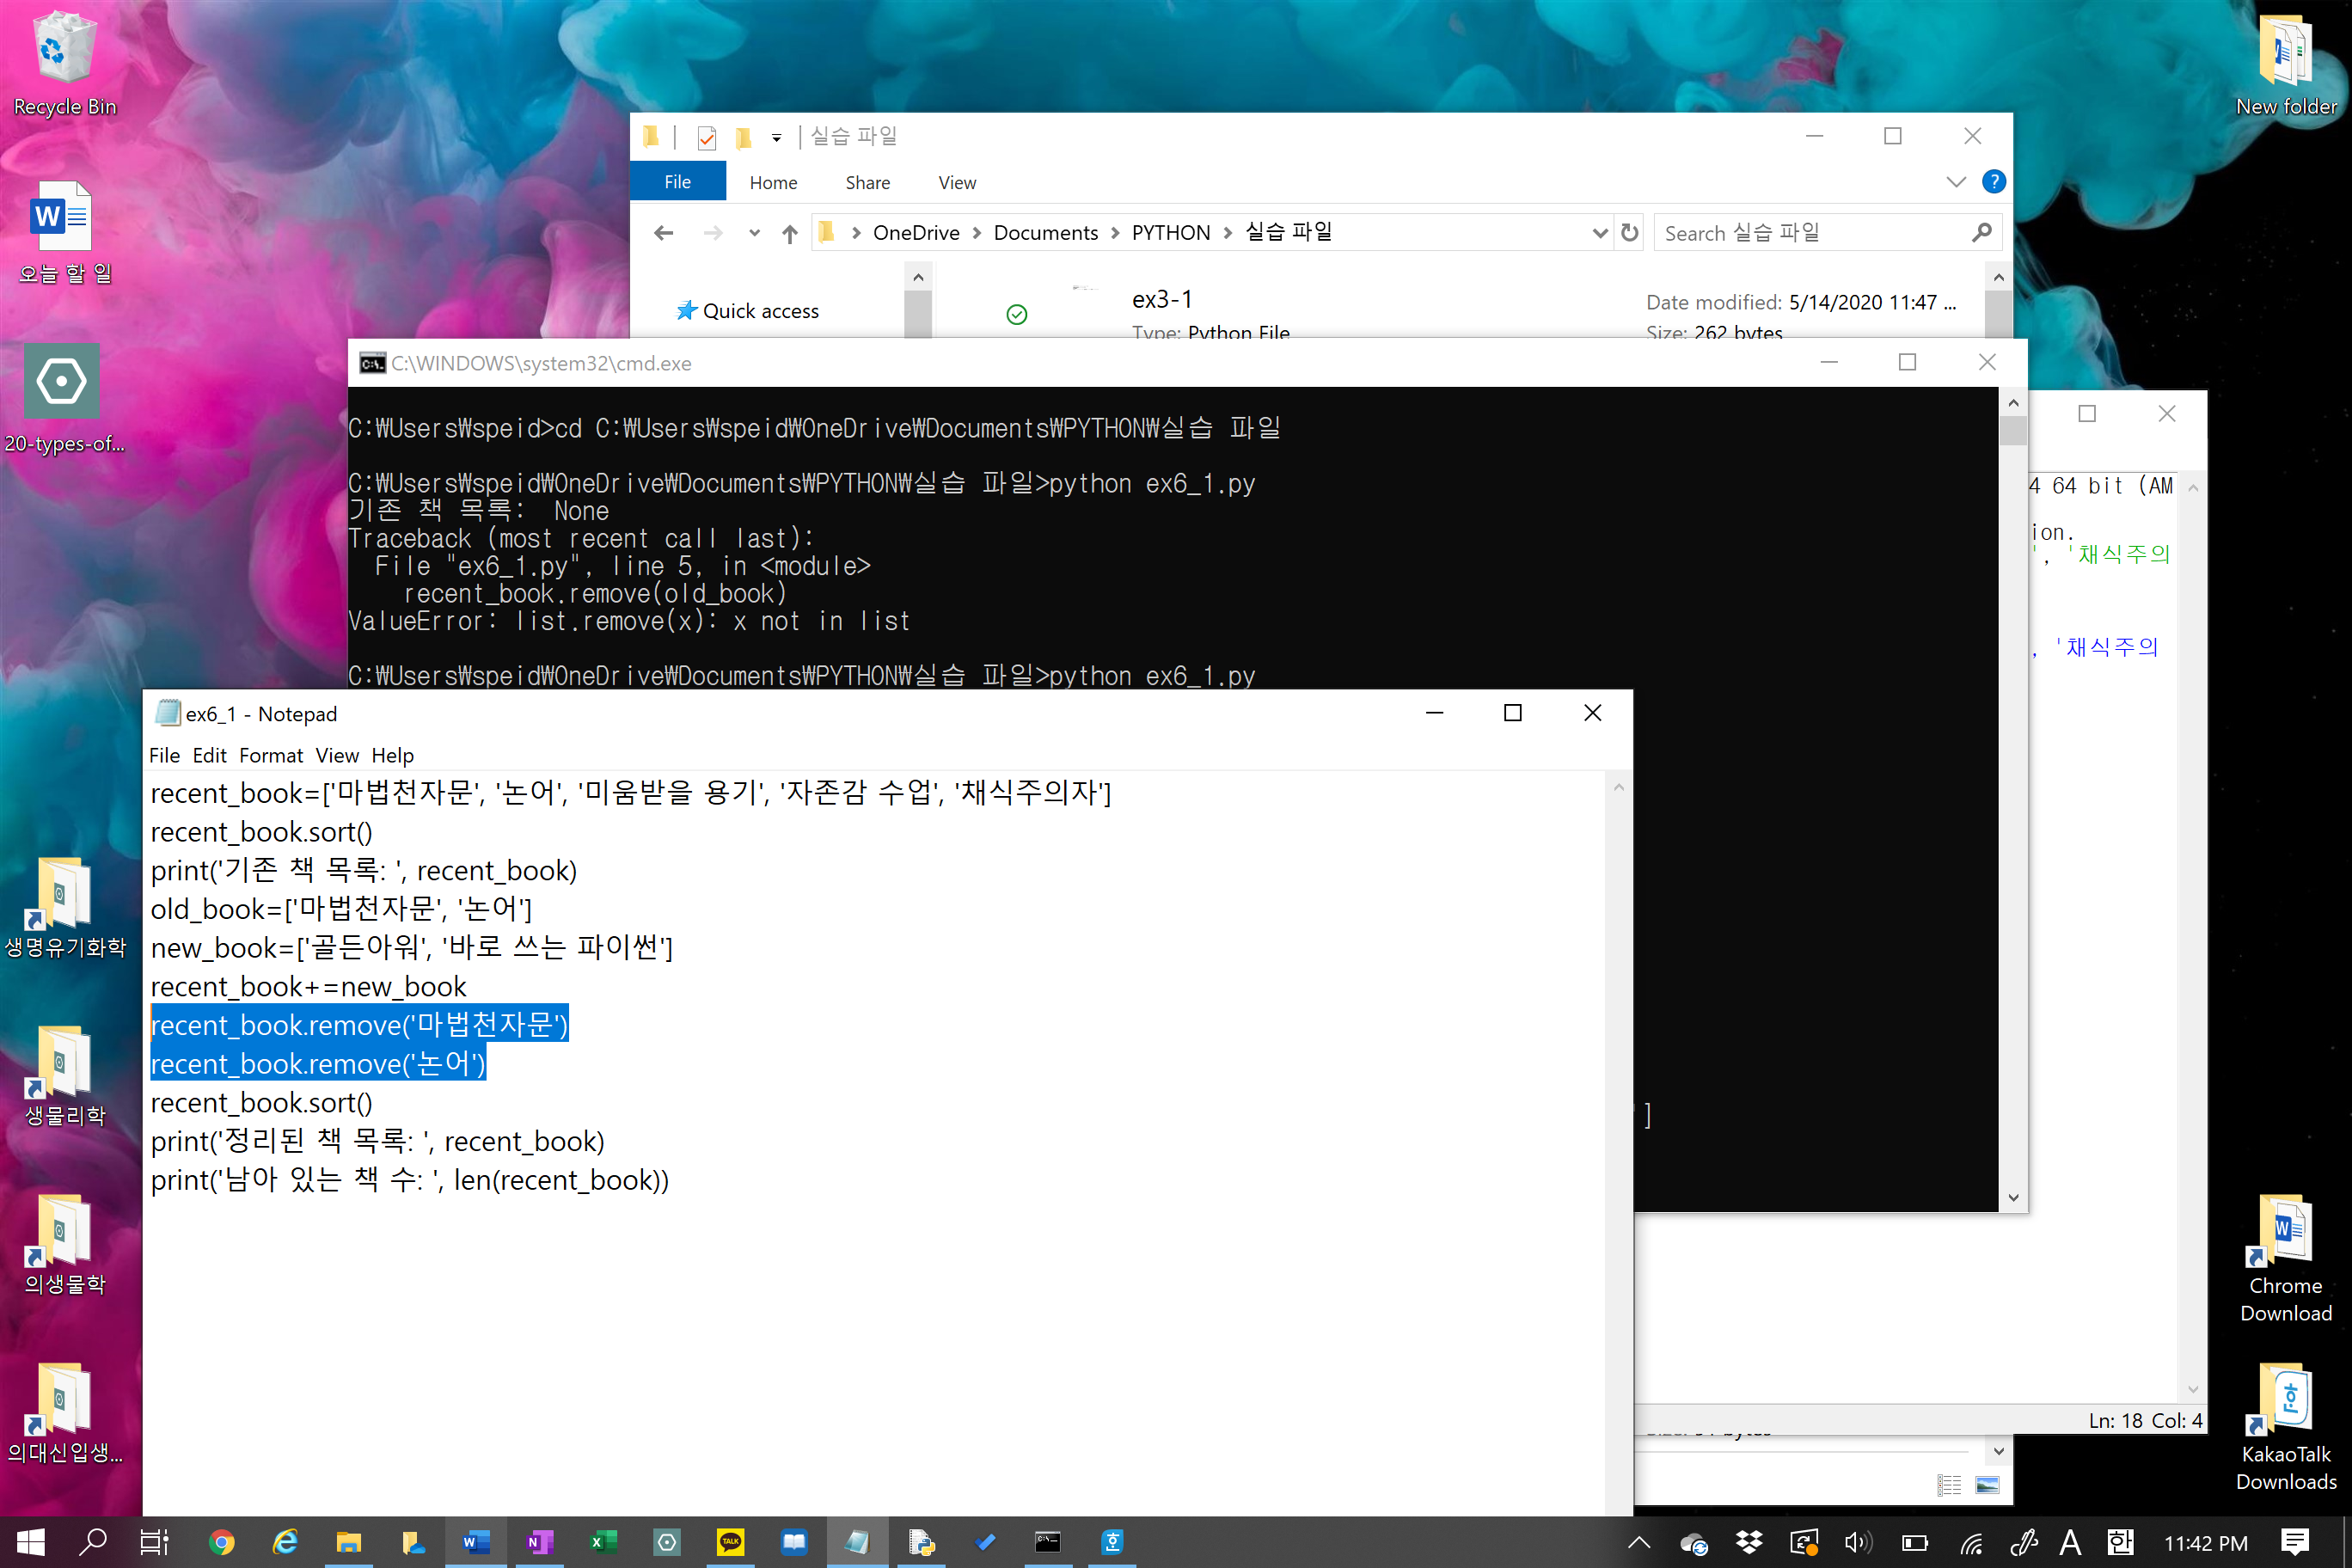 Recycle Bin
New folder
오늘 할 일
20-types-of...
생명유기화학
생물리학
의생물학
의대신입생...
Chrome
Download
KakaoTalk
Downloads
실습 파일
File Home Share View
OneDrive > Documents > PYTHON > 실습 파일
Search 실습 파일
Quick access
ex3-1
Type: Python File
Date modified: 5/14/2020 11:47 ...
Size: 262 bytes
C:\WINDOWS\system32\cmd.exe
C:₩Users₩speid>cd C:₩Users₩speid₩OneDrive₩Documents₩PYTHON₩실습 파일
C:₩Users₩speid₩OneDrive₩Documents₩PYTHON₩실습 파일>python ex6_1.py
기존 책 목록:  None
Traceback (most recent call last):
  File "ex6_1.py", line 5, in <module>
    recent_book.remove(old_book)
ValueError: list.remove(x): x not in list
C:₩Users₩speid₩OneDrive₩Documents₩PYTHON₩실습 파일>python ex6_1.py
']
4 64 bit (AM
ion.
', '채식주의
, '채식주의
Ln: 18 Col: 4
ex6_1 - Notepad
File Edit Format View Help
recent_book=['마법천자문', '논어', '미움받을 용기', '자존감 수업', '채식주의자']
recent_book.sort()
print('기존 책 목록: ', recent_book)
old_book=['마법천자문', '논어']
new_book=['골든아워', '바로 쓰는 파이썬']
recent_book+=new_book
recent_book.remove('마법천자문')
recent_book.remove('논어')
recent_book.sort()
print('정리된 책 목록: ', recent_book)
print('남아 있는 책 수: ', len(recent_book))
TALK
A 한 11:42 PM